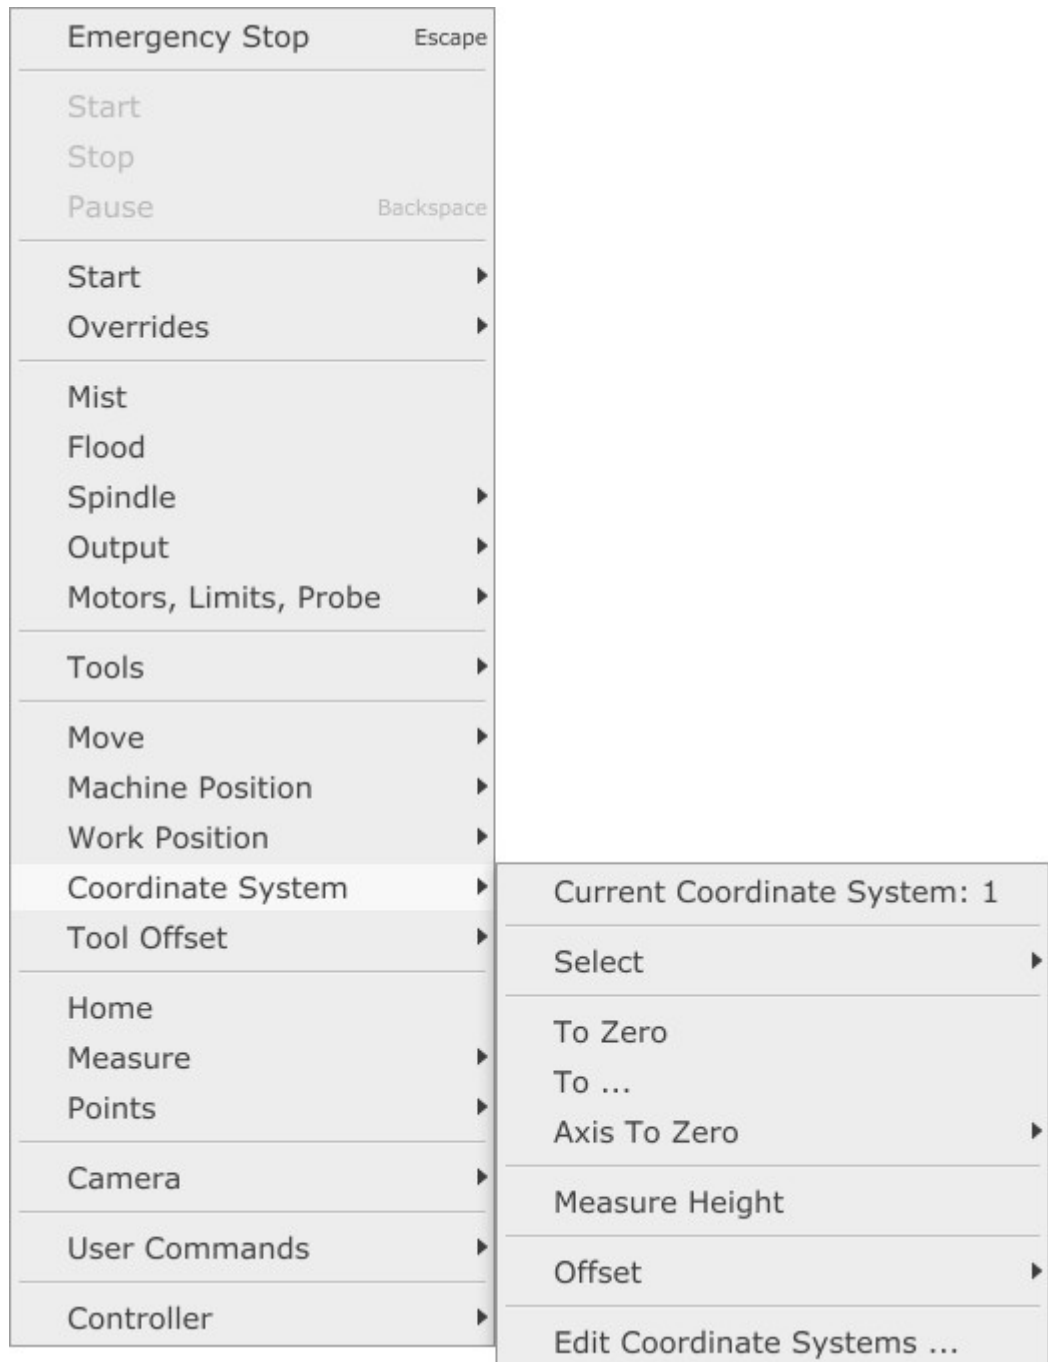 Emergency Stop Escape
Start
Stop
Pause Backspace
Start
Overrides
Mist
Flood
Spindle
Output
Motors, Limits, Probe
Tools
Move
Machine Position
Work Position
Coordinate System
Tool Offset
Home
Measure
Points
Camera
User Commands
Controller
Current Coordinate System: 1
Select
To Zero
To ...
Axis To Zero
Measure Height
Offset
Edit Coordinate Systems ...